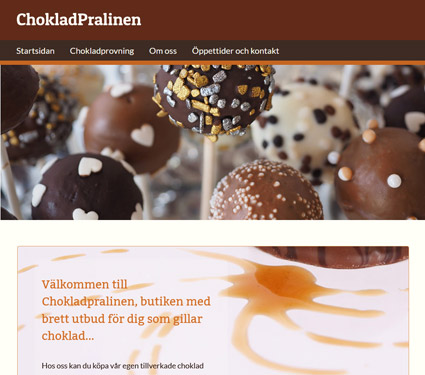 ChokladPralinen
Startsidan Chokladprovning Om oss Öppettider och kontakt
Välkommen till
Chokladpralinen, butiken med
brett utbud för dig som gillar
choklad...
Hos oss kan du köpa vår egen tillverkade choklad